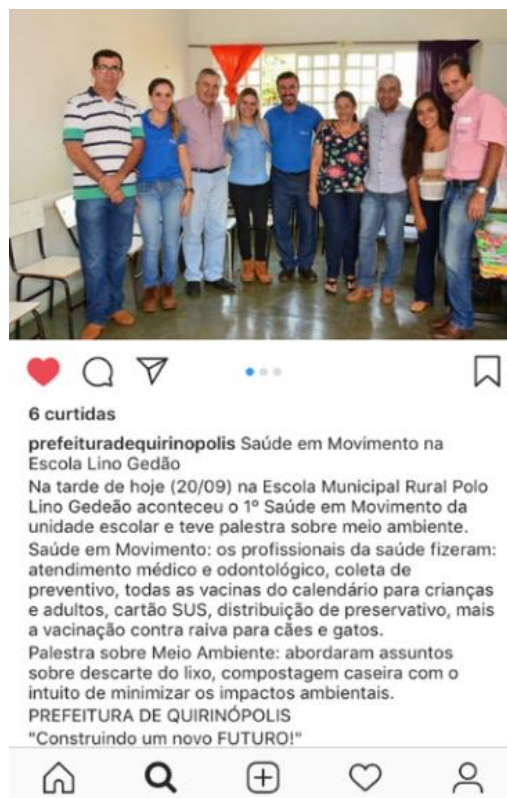 6 curtidas
prefeituradequirinopolis Saúde em Movimento na
Escola Lino Gedão
Na tarde de hoje (20/09) na Escola Municipal Rural Polo
Lino Gedeão aconteceu o 1º Saúde em Movimento da
unidade escolar e teve palestra sobre meio ambiente.
Saúde em Movimento: os profissionais da saúde fizeram:
atendimento médico e odontológico, coleta de
preventivo, todas as vacinas do calendário para crianças
e adultos, cartão SUS, distribuição de preservativo, mais
a vacinação contra raiva para cães e gatos.
Palestra sobre Meio Ambiente: abordaram assuntos
sobre descarte do lixo, compostagem caseira com o
intuito de minimizar os impactos ambientais.
PREFEITURA DE QUIRINÓPOLIS
"Construindo um novo FUTURO!"